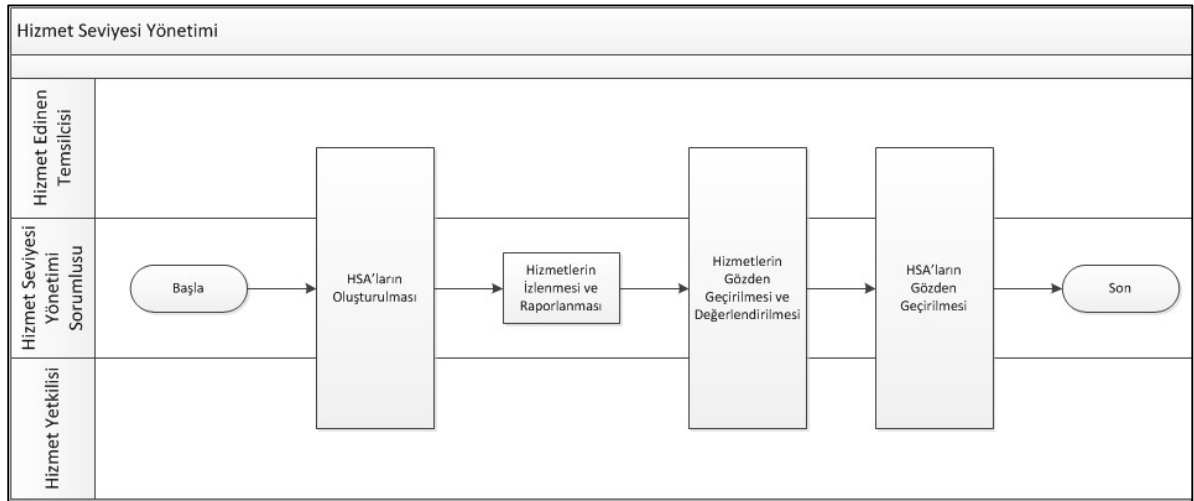 Hizmet Seviyesi Yönetimi
Hizmet Edinen
Temsilcisi
Hizmet Seviyesi
Yönetimi
Sorumlusu
Hizmet Yetkilisi
Başla
HSA'ların
Oluşturulması
Hizmetlerin
İzlenmesi ve
Raporlanması
Hizmetlerin
Gözden
Geçirilmesi ve
Değerlendirilmesi
HSA'ların
Gözden
Geçirilmesi
Son